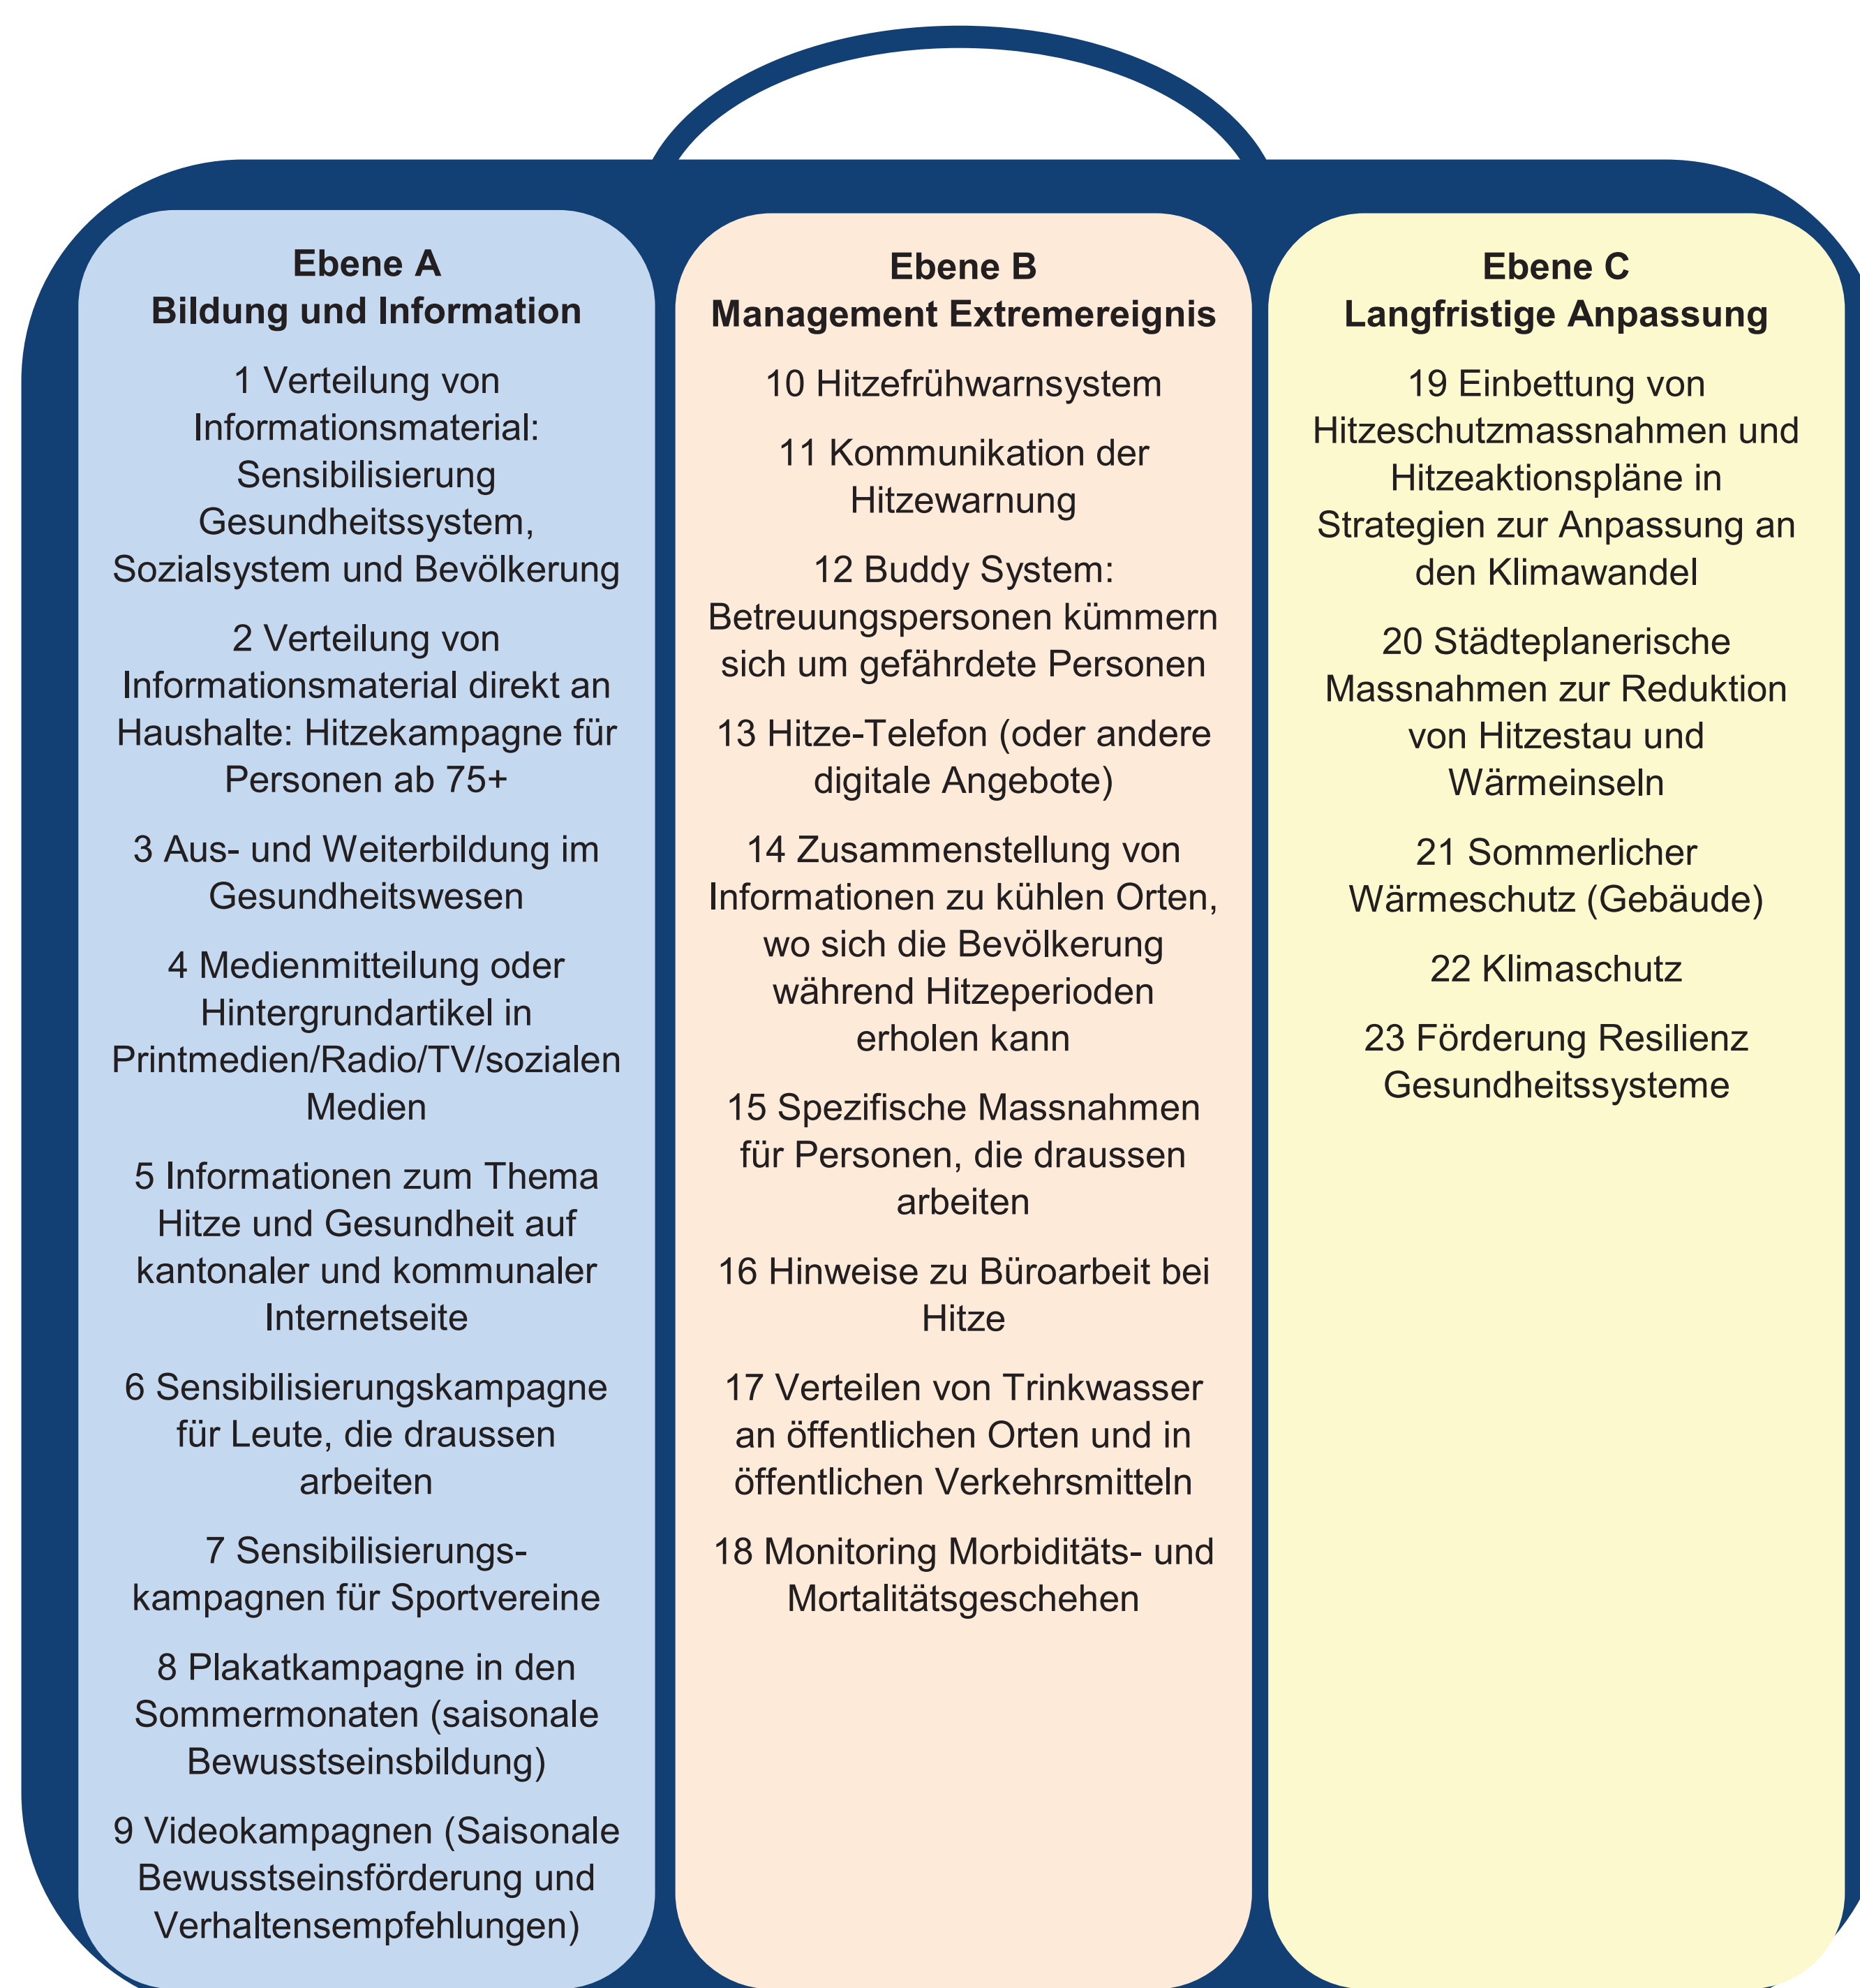 Ebene A
Bildung und Information
1 Verteilung von
Informationsmaterial:
Sensibilisierung
Gesundheitssystem,
Sozialsystem und Bevölkerung
2 Verteilung von
Informationsmaterial direkt an
Haushalte: Hitzekampagne für
Personen ab 75+
3 Aus- und Weiterbildung im
Gesundheitswesen
4 Medienmitteilung oder
Hintergrundartikel in
Printmedien/Radio/TV/sozialen
Medien
5 Informationen zum Thema
Hitze und Gesundheit auf
kantonaler und kommunaler
Internetseite
6 Sensibilisierungskampagne
für Leute, die draussen
arbeiten
7 Sensibilisierungs-
kampagnen für Sportvereine
8 Plakatkampagne in den
Sommermonaten (saisonale
Bewusstseinsbildung)
9 Videokampagnen (Saisonale
Bewusstseinsförderung und
Verhaltensempfehlungen)
Ebene B
Management Extremereignis
10 Hitzefrühwarnsystem
11 Kommunikation der
Hitzewarnung
12 Buddy System:
Betreuungspersonen kümmern
sich um gefährdete Personen
13 Hitze-Telefon (oder andere
digitale Angebote)
14 Zusammenstellung von
Informationen zu kühlen Orten,
wo sich die Bevölkerung
während Hitzeperioden
erholen kann
15 Spezifische Massnahmen
für Personen, die draussen
arbeiten
16 Hinweise zu Büroarbeit bei
Hitze
17 Verteilen von Trinkwasser
an öffentlichen Orten und in
öffentlichen Verkehrsmitteln
18 Monitoring Morbiditäts- und
Mortalitätsgeschehen
Ebene C
Langfristige Anpassung
19 Einbettung von
Hitzeschutzmassnahmen und
Hitzeaktionspläne in
Strategien zur Anpassung an
den Klimawandel
20 Städteplanerische
Massnahmen zur Reduktion
von Hitzestau und
Wärmeinseln
21 Sommerlicher
Wärmeschutz (Gebäude)
22 Klimaschutz
23 Förderung Resilienz
Gesundheitssysteme